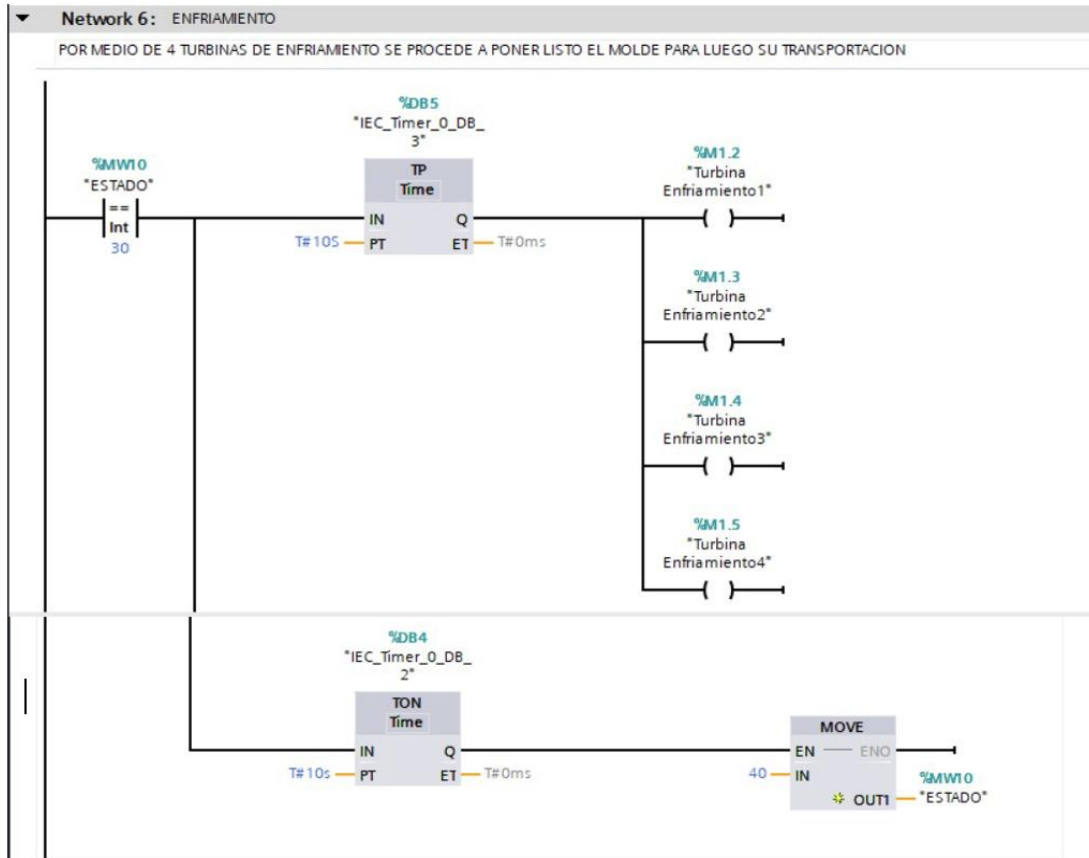 Network 6: ENFRIAMIENTO
POR MEDIO DE 4 TURBINAS DE ENFRIAMIENTO SE PROCEDE A PONER LISTO EL MOLDE PARA LUEGO SU TRANSPORTACION
%MW10
"ESTADO"
==
Int
30
%DB5
"IEC_Timer_0_DB_
3"
TP
Time
IN Q
T#10S PT ET T#0ms
%M1.2
"Turbina
Enfriamiento1"
%M1.3
"Turbina
Enfriamiento2"
%M1.4
"Turbina
Enfriamiento3"
%M1.5
"Turbina
Enfriamiento4"
%DB4
"IEC_Timer_0_DB_
2"
TON
Time
IN Q
T#10s PT ET T#0ms
MOVE
EN ENO
40 IN
%MW10
OUT1 "ESTADO"